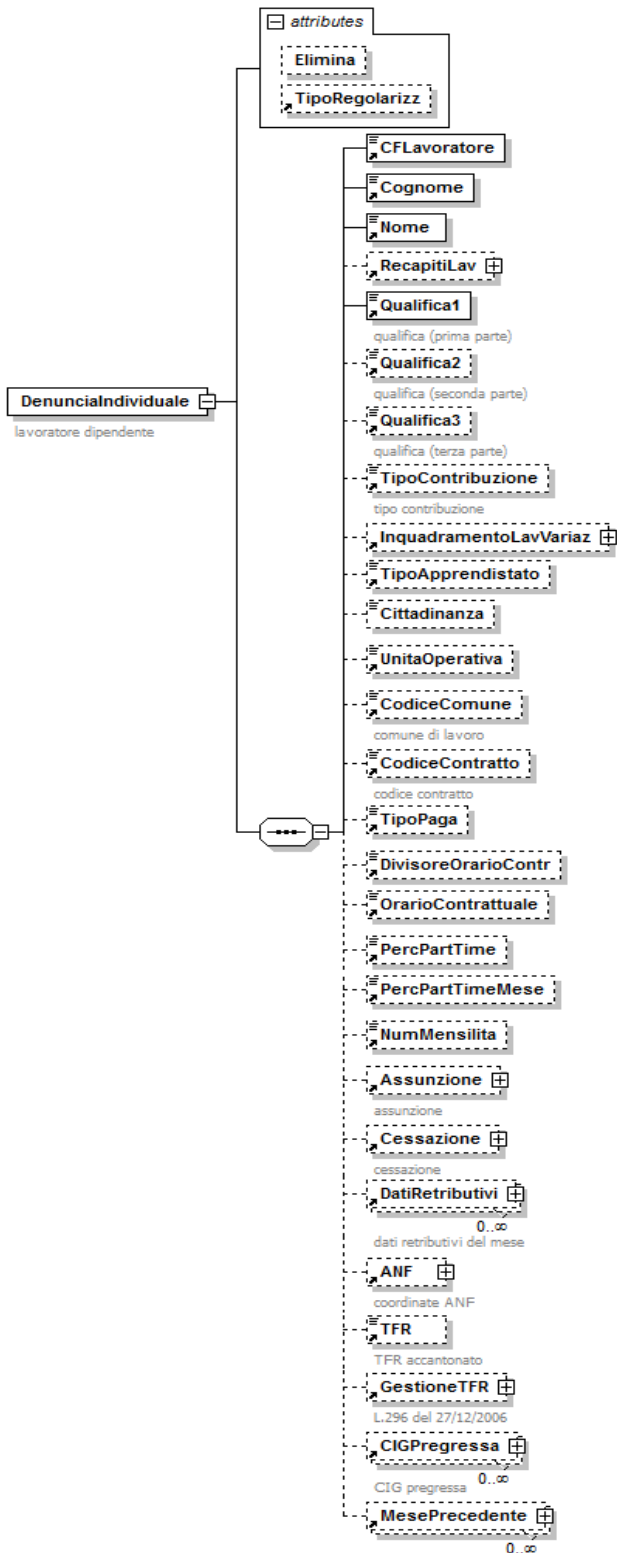 attributes
Elimina
TipoRegolarizz
CFLavoratore
Cognome
Nome
RecapitiLav
Qualifica1
qualifica (prima parte)
Qualifica2
qualifica (seconda parte)
DenunciaIndividuale
lavoratore dipendente
Qualifica3
qualifica (terza parte)
TipoContribuzione
tipo contribuzione
InquadramentoLavVariaz
TipoApprendistato
Cittadinanza
UnitaOperativa
CodiceComune
comune di lavoro
CodiceContratto
codice contratto
TipoPaga
DivisoreOrarioContr
OrarioContrattuale
PercPartTime
PercPartTimeMese
NumMensilita
Assunzione
assunzione
Cessazione
cessazione
DatiRetributivi
0..∞
dati retributivi del mese
ANF
coordinate ANF
TFR
TFR accantonato
GestioneTFR
L.296 del 27/12/2006
CIGPregressa
0..∞
CIG pregressa
MesePrecedente
0..∞